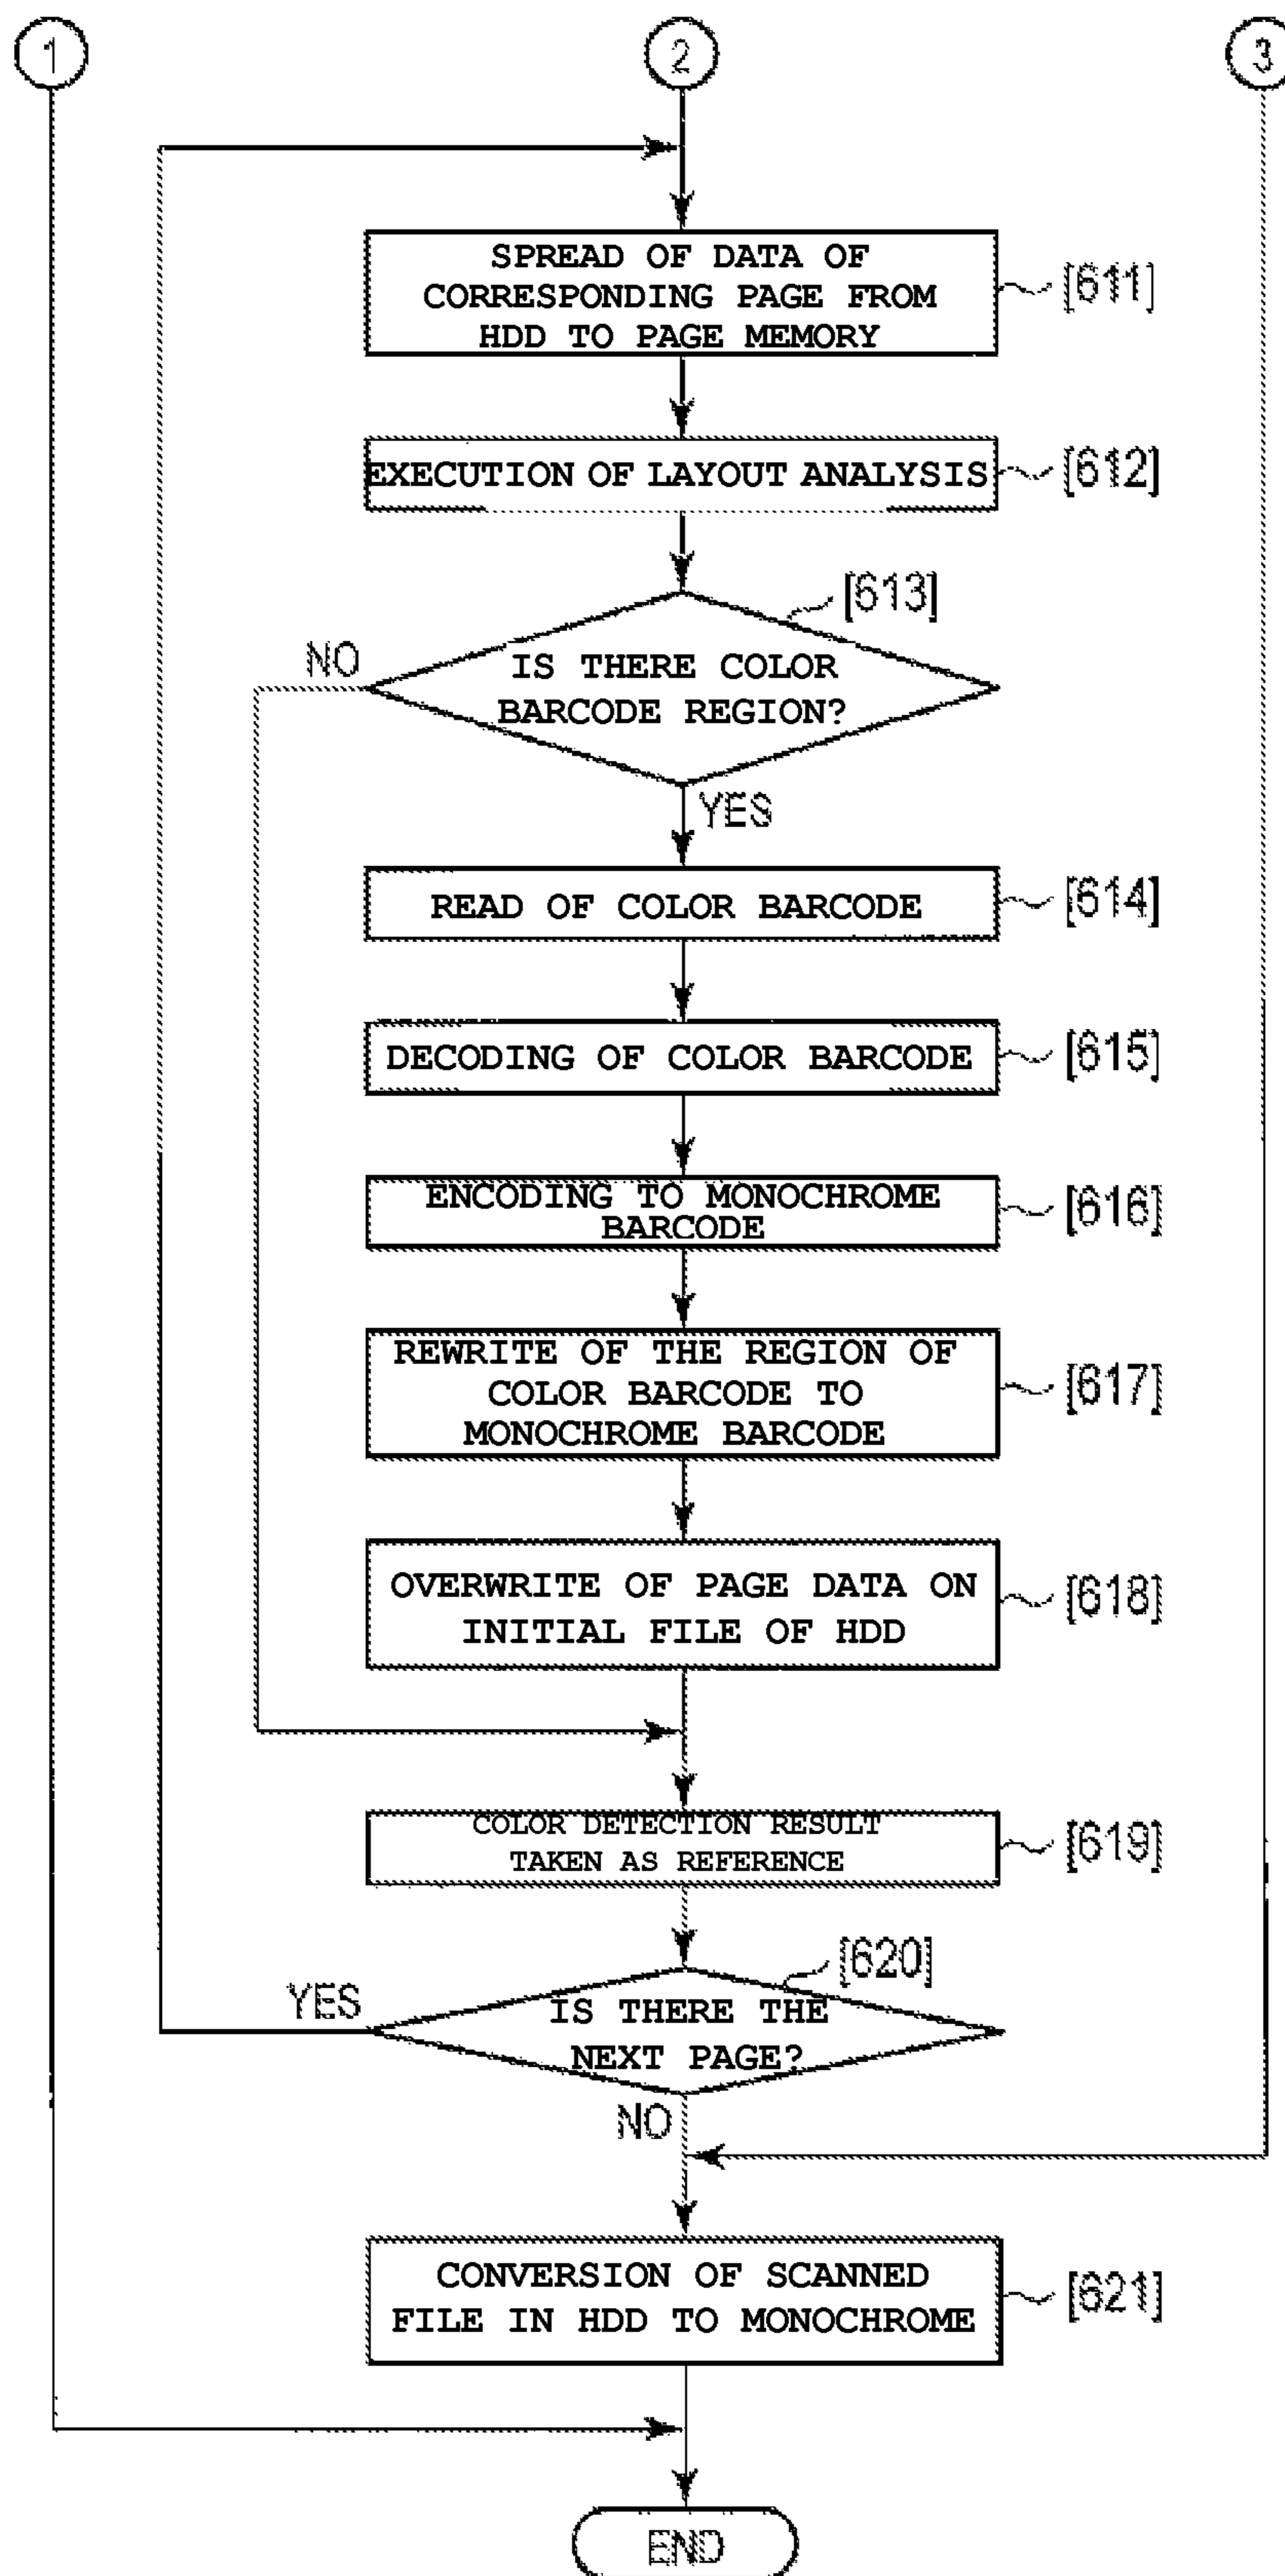 1
2
3
SPREAD OF DATA OF
CORRESPONDING PAGE FROM
HDD TO PAGE MEMORY
[611]
EXECUTION OF LAYOUT ANALYSIS
[612]
[613]
NO
IS THERE COLOR
BARCODE REGION?
YES
READ OF COLOR BARCODE
[614]
DECODING OF COLOR BARCODE
[615]
ENCODING TO MONOCHROME
BARCODE
[616]
REWRITE OF THE REGION OF
COLOR BARCODE TO
MONOCHROME BARCODE
[617]
OVERWRITE OF PAGE DATA ON
INITIAL FILE OF HDD
[618]
COLOR DETECTION RESULT
TAKEN AS REFERENCE
[619]
[620]
YES
IS THERE THE
NEXT PAGE?
NO
CONVERSION OF SCANNED
FILE IN HDD TO MONOCHROME
[621]
END